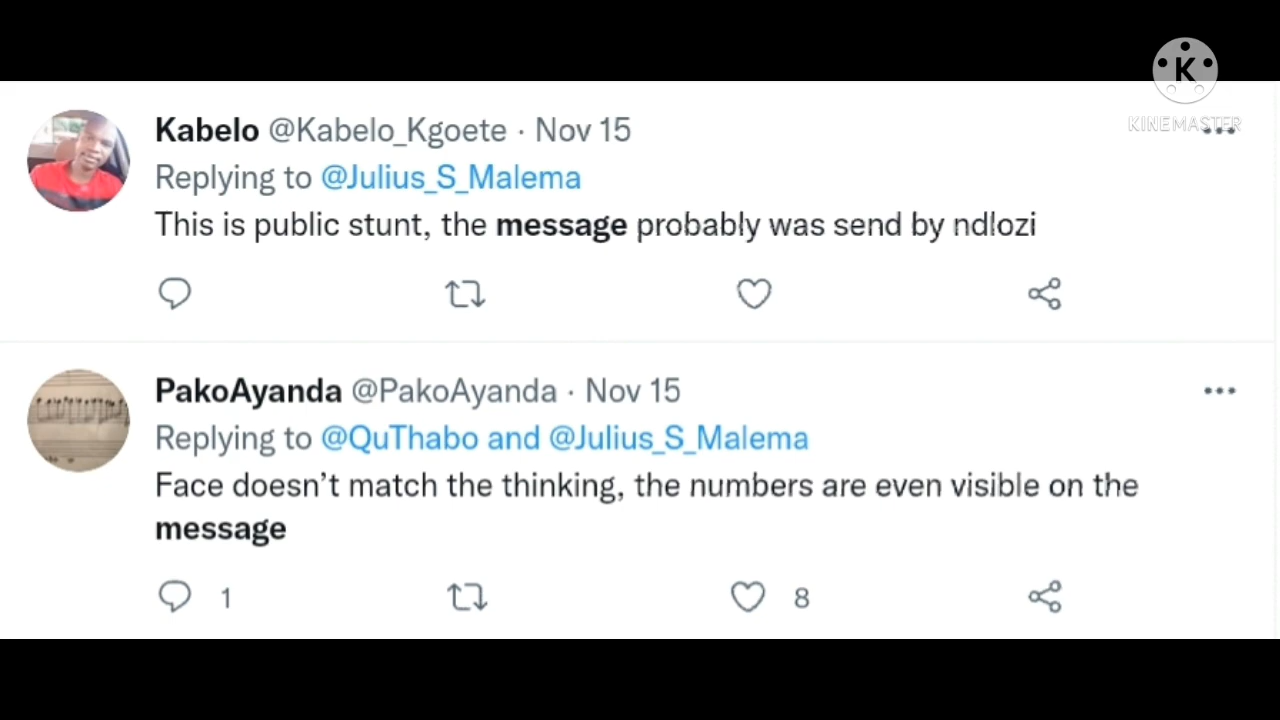 K
KINEMASTER
Kabelo @Kabelo_Kgoete · Nov 15
Replying to @Julius_S_Malema
This is public stunt, the message probably was send by ndlozi
PakoAyanda @PakoAyanda · Nov 15
Replying to @QuThabo and @Julius_S_Malema
Face doesn’t match the thinking, the numbers are even visible on the
message
1
8